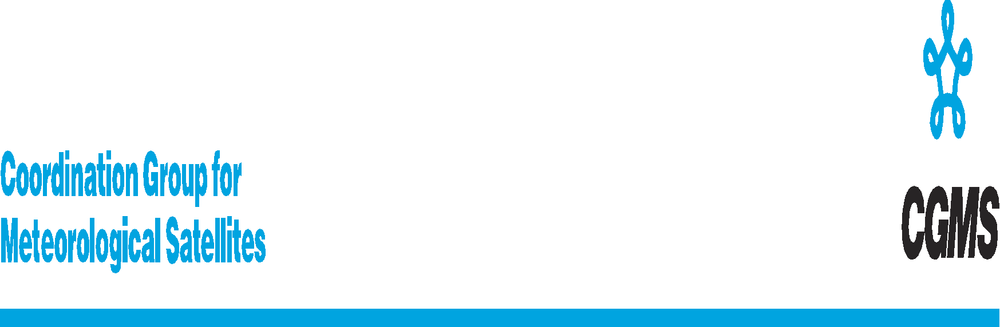 Coordination Group for
Meteorological Satellites
CGMS